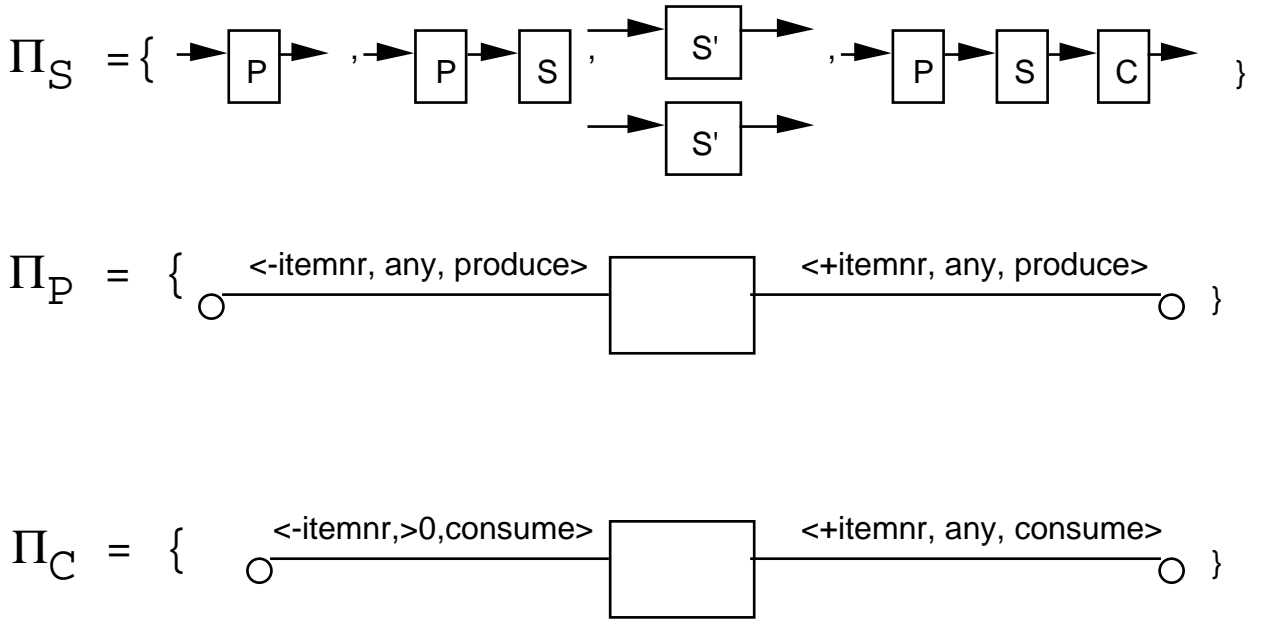 Π_S = { P , P S , S' , P S C }
S'
Π_P = { <-itemnr, any, produce> <+itemnr, any, produce> }
Π_C = { <-itemnr,>0,consume> <+itemnr, any, consume> }